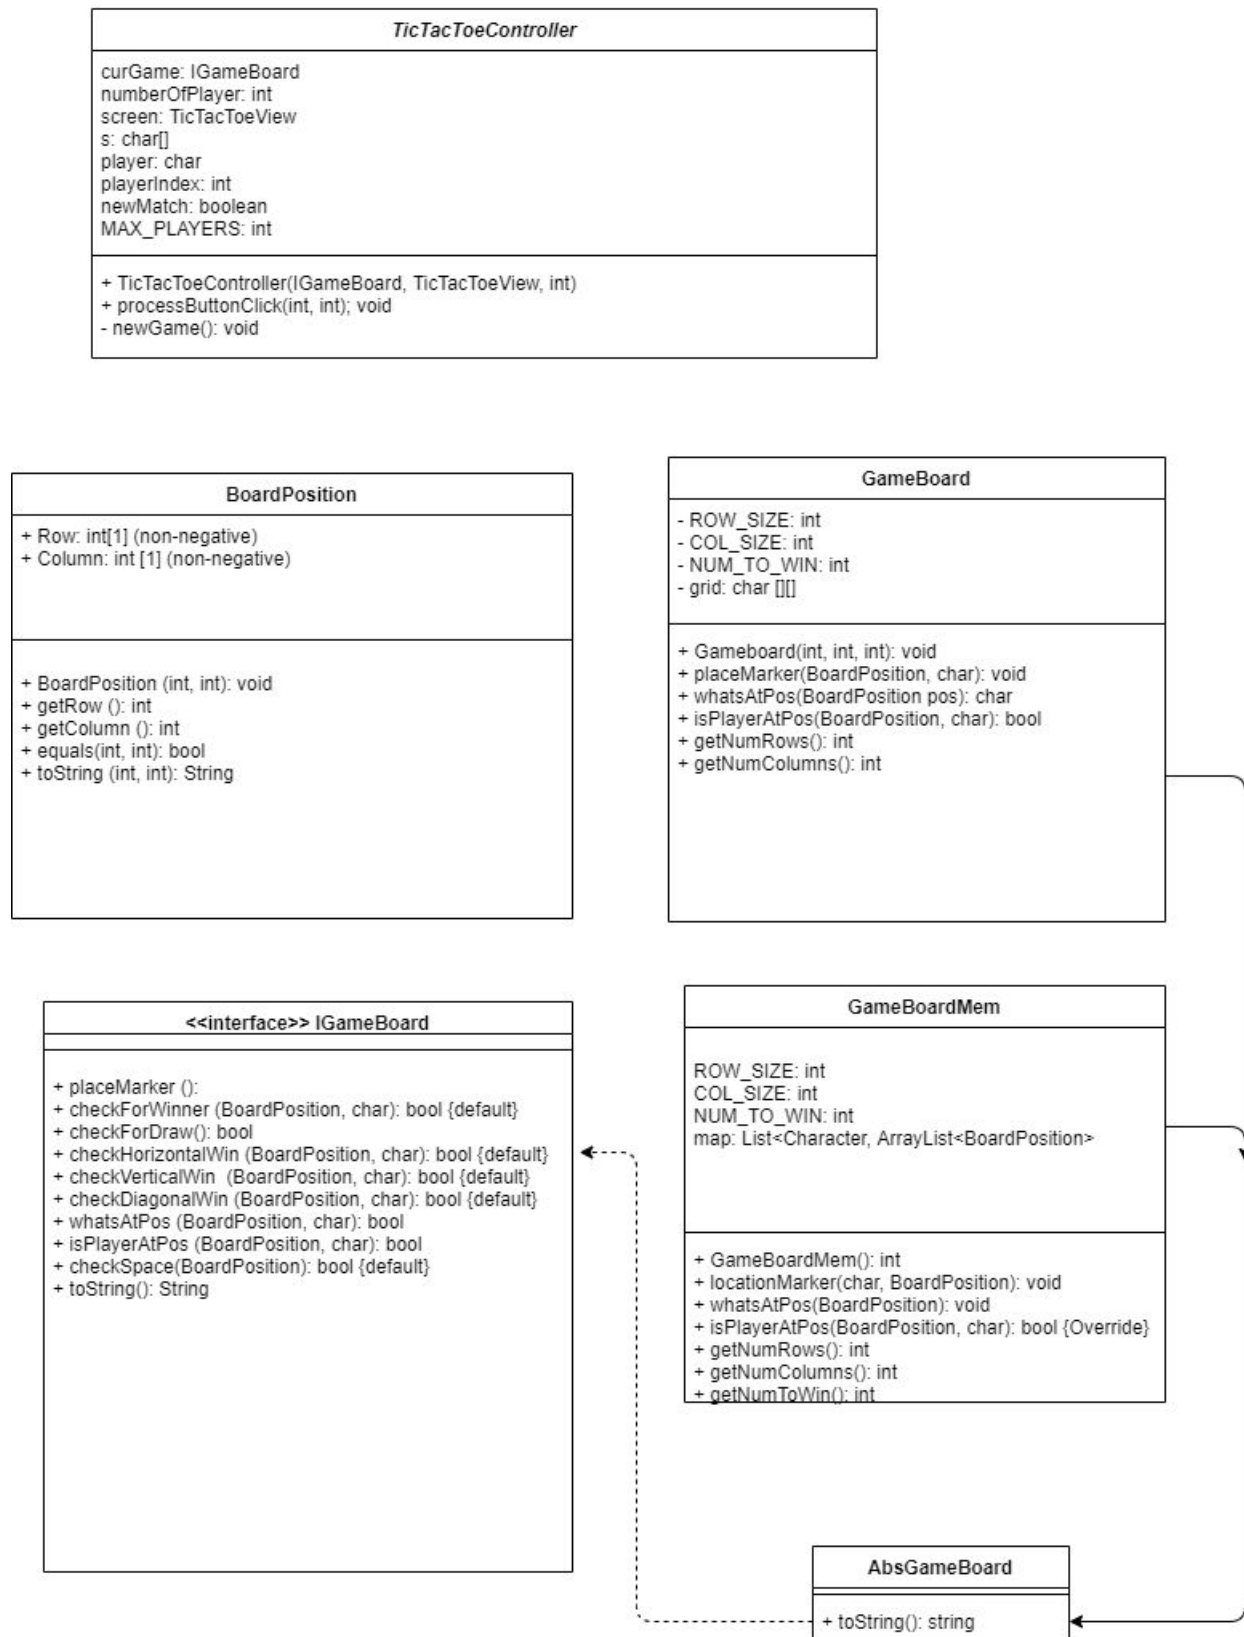 TicTacToeController
curGame: IGameBoard
numberOfPlayer: int
screen: TicTacToeView
s: char[]
player: char
playerIndex: int
newMatch: boolean
MAX_PLAYERS: int
+ TicTacToeController(IGameBoard, TicTacToeView, int)
+ processButtonClick(int, int); void
- newGame(): void
BoardPosition
+ Row: int[1] (non-negative)
+ Column: int [1] (non-negative)
+ BoardPosition (int, int): void
+ getRow (): int
+ getColumn (): int
+ equals(int, int): bool
+ toString (int, int): String
GameBoard
- ROW_SIZE: int
- COL_SIZE: int
- NUM_TO_WIN: int
- grid: char [][]
+ Gameboard(int, int, int): void
+ placeMarker(BoardPosition, char): void
+ whatsAtPos(BoardPosition pos): char
+ isPlayerAtPos(BoardPosition, char): bool
+ getNumRows(): int
+ getNumColumns(): int
<<interface>> IGameBoard
+ placeMarker ():
+ checkForWinner (BoardPosition, char): bool {default}
+ checkForDraw(): bool
+ checkHorizontalWin (BoardPosition, char): bool {default}
+ checkVerticalWin  (BoardPosition, char): bool {default}
+ checkDiagonalWin (BoardPosition, char): bool {default}
+ whatsAtPos (BoardPosition, char): bool
+ isPlayerAtPos (BoardPosition, char): bool
+ checkSpace(BoardPosition): bool {default}
+ toString(): String
GameBoardMem
ROW_SIZE: int
COL_SIZE: int
NUM_TO_WIN: int
map: List<Character, ArrayList<BoardPosition>
+ GameBoardMem(): int
+ locationMarker(char, BoardPosition): void
+ whatsAtPos(BoardPosition): void
+ isPlayerAtPos(BoardPosition, char): bool {Override}
+ getNumRows(): int
+ getNumColumns(): int
+ getNumToWin(): int
AbsGameBoard
+ toString(): string